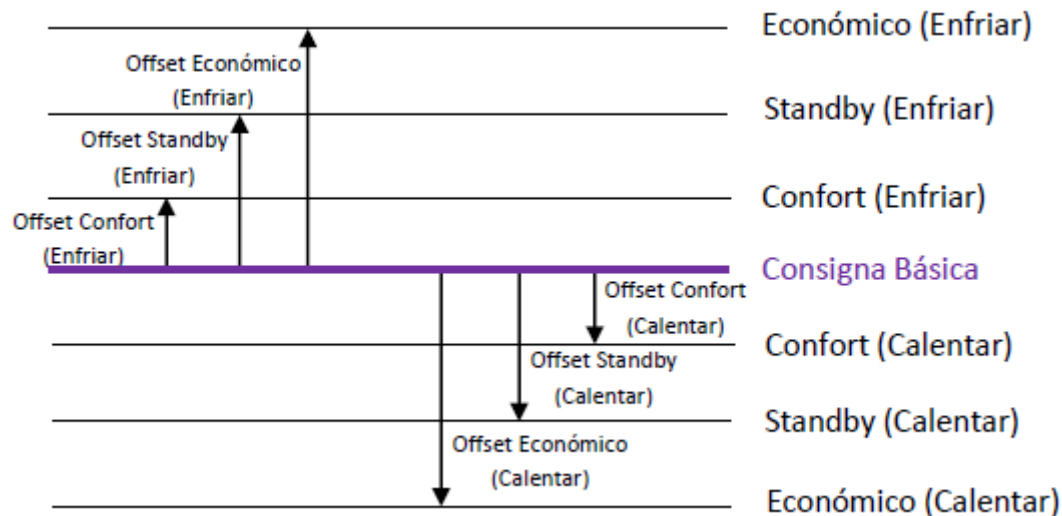 Económico (Enfriar)
Offset Económico
(Enfriar)
Standby (Enfriar)
Offset Standby
(Enfriar)
Confort (Enfriar)
Offset Confort
(Enfriar)
Consigna Básica
Offset Confort
(Calentar)
Confort (Calentar)
Offset Standby
(Calentar)
Standby (Calentar)
Offset Económico
(Calentar)
Económico (Calentar)